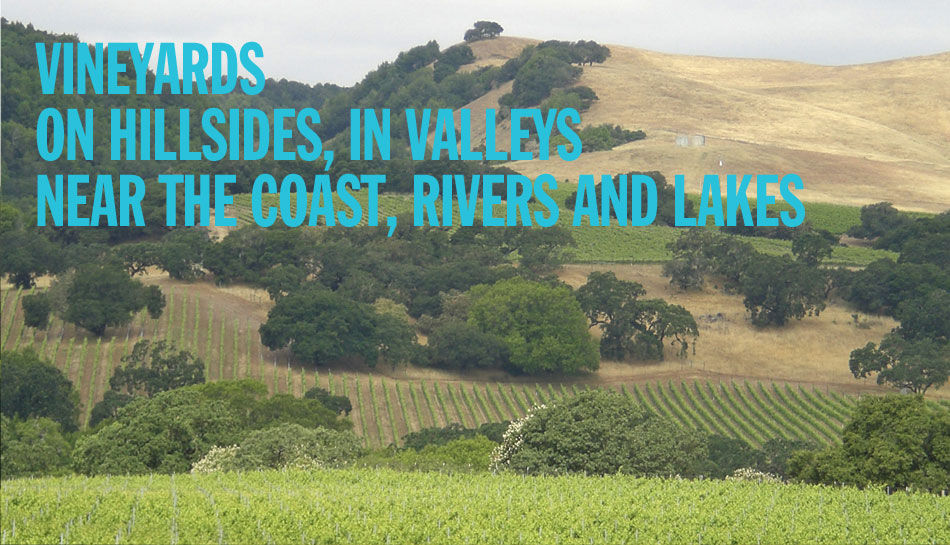 VINEYARDS
ON HILLSIDES, IN VALLEYS
NEAR THE COAST, RIVERS AND LAKES